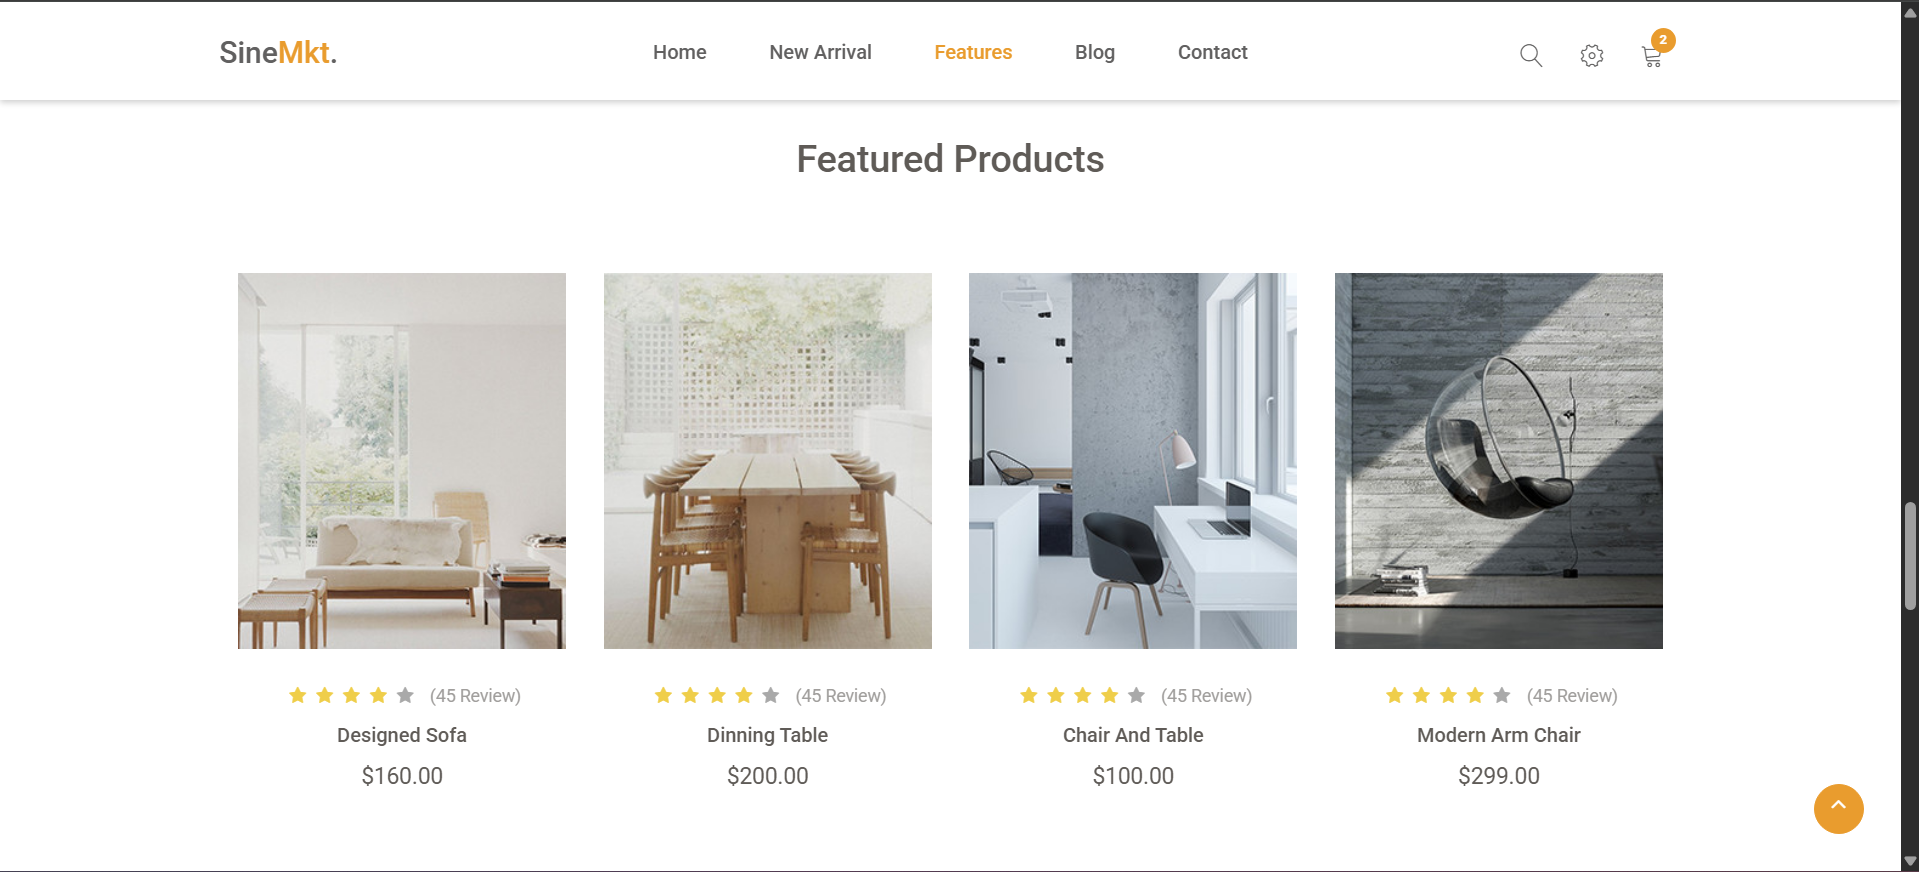 SineMkt.
Home New Arrival Features Blog Contact
2
Featured Products
(45 Review) (45 Review) (45 Review) (45 Review)
Designed Sofa Dinning Table Chair And Table Modern Arm Chair
$160.00 $200.00 $100.00 $299.00